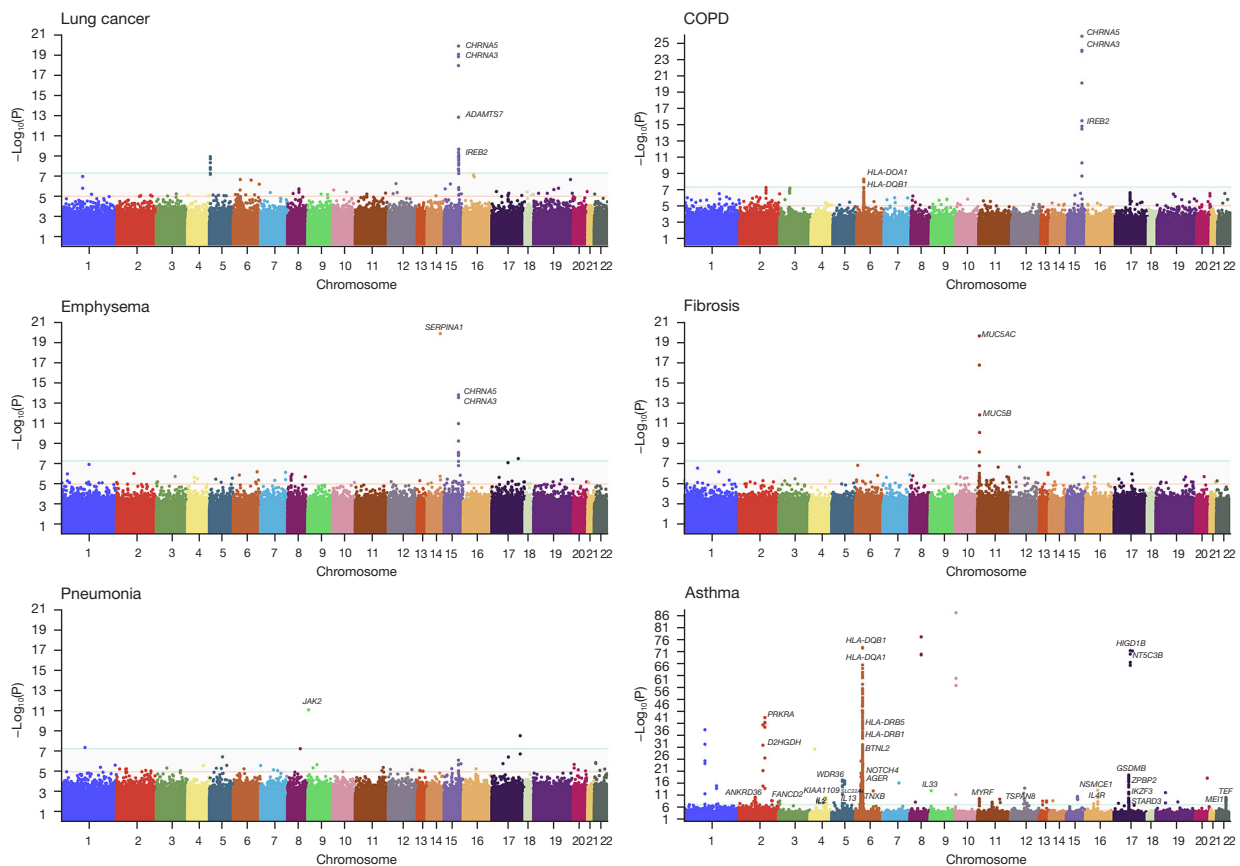 Lung cancer
21
19
17
15
13
11
9
7
5
3
1
−Log₁₀(P)
CHRNA5
CHRNA3
ADAMTS7
IREB2
1 2 3 4 5 6 7 8 9 10 11 12 13 14 15 16 17 18 19 20 21 22
Chromosome
COPD
25
23
21
19
17
15
13
11
9
7
5
3
1
−Log₁₀(P)
CHRNA5
CHRNA3
IREB2
HLA-DOA1
HLA-DQB1
1 2 3 4 5 6 7 8 9 10 11 12 13 14 15 16 17 18 19 20 21 22
Chromosome
Emphysema
21
19
17
15
13
11
9
7
5
3
1
−Log₁₀(P)
SERPINA1
CHRNA5
CHRNA3
1 2 3 4 5 6 7 8 9 10 11 12 13 14 15 16 17 18 19 20 21 22
Chromosome
Fibrosis
21
19
17
15
13
11
9
7
5
3
1
−Log₁₀(P)
MUC5AC
MUC5B
1 2 3 4 5 6 7 8 9 10 11 12 13 14 15 16 17 18 19 20 21 22
Chromosome
Pneumonia
21
19
17
15
13
11
9
7
5
3
1
−Log₁₀(P)
JAK2
1 2 3 4 5 6 7 8 9 10 11 12 13 14 15 16 17 18 19 20 21 22
Chromosome
Asthma
86
81
76
71
66
61
56
51
46
41
36
31
26
21
16
11
6
1
−Log₁₀(P)
HLA-DQB1
HLA-DQA1
HIGD1B
NT5C3B
PRKRA
HLA-DRB5
HLA-DRB1
D2HGDH
BTNL2
NOTCH4
AGER
GSDMB
WDR36
IL33
NSMCE1
ZPBP2
ANKRD36
FANCD2
KIAA1109
IL2
IL13
TNXB
MYRF
TSPAN8
IL4R
IKZF3
STARD3
MEI1
TEF
1 2 3 4 5 6 7 8 9 10 11 12 13 14 15 16 17 18 19 20 21 22
Chromosome